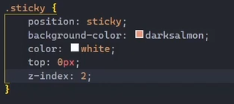 .sticky {
position: sticky;
background-color: darksalmon;
color: white;
top: 0px;
z-index: 2;
}